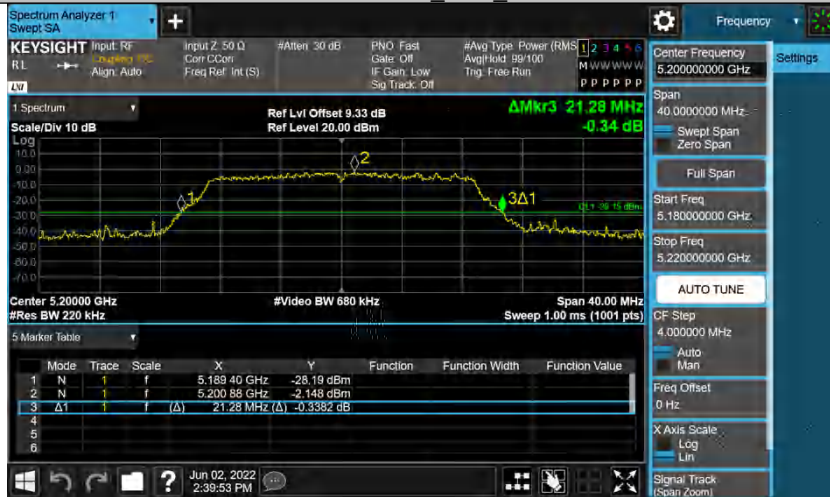 Spectrum Analyzer 1
Swept SA
Frequency
KEYSIGHT
RL
Input: RF
Coupling: DC
Align: Auto
Input Z: 50 Ω
Corr CCorr
Freq Ref: Int (S)
#Atten: 30 dB
PNO: Fast
Gate: Off
IF Gain: Low
Sig Track: Off
#Avg Type: Power (RMS)
Avg|Hold: 99/100
Trig: Free Run
1 2 3 4 5 6
M W W W W W
P P P P P P
LNI
Center Frequency
5.200000000 GHz
Settings
Span
40.0000000 MHz
Swept Span
Zero Span
Full Span
Start Freq
5.180000000 GHz
Stop Freq
5.220000000 GHz
AUTO TUNE
CF Step
4.000000 MHz
Auto
Man
Freq Offset
0 Hz
X Axis Scale
Log
Lin
Signal Track
(Span Zoom)
1 Spectrum
Scale/Div 10 dB
Ref Lvl Offset 9.33 dB
Ref Level 20.00 dBm
ΔMkr3 21.28 MHz
-0.34 dB
Log
10.0
0.00
-10.0
-20.0
-30.0
-40.0
-50.0
-60.0
-70.0
1
2
3Δ1
Center 5.20000 GHz
#Res BW 220 kHz
#Video BW 680 kHz
Span 40.00 MHz
Sweep 1.00 ms (1001 pts)
5 Marker Table
Mode Trace Scale X Y Function Function Width Function Value
1 N 1 f 5.189 40 GHz -28.19 dBm
2 N 1 f 5.200 88 GHz -2.148 dBm
3 Δ1 1 f (Δ) 21.28 MHz (Δ) -0.3382 dB
4
5
6
?
Jun 02, 2022
2:39:53 PM